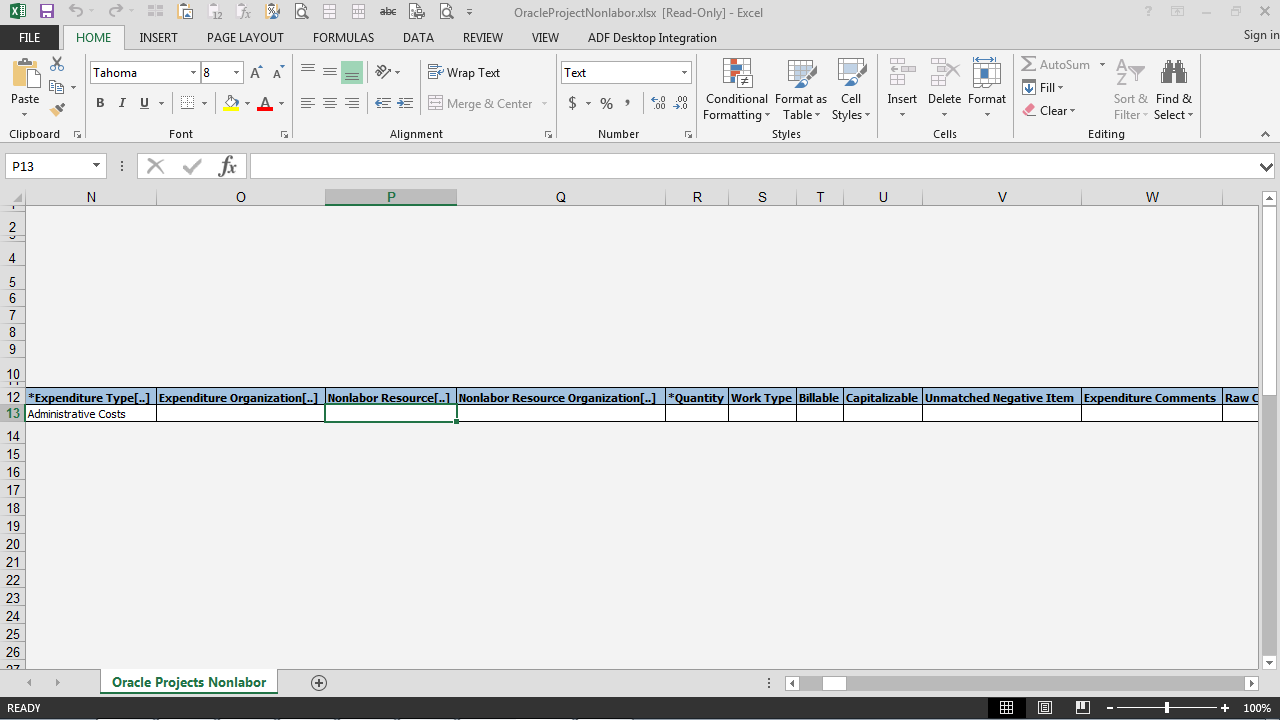 OracleProjectNonlabor.xlsx [Read-Only] - Excel
FILE HOME INSERT PAGE LAYOUT FORMULAS DATA REVIEW VIEW ADF Desktop Integration Sign in
Paste
Clipboard
Tahoma 8
B I U A
Font
Wrap Text
Merge & Center
Alignment
Text
$ % ,
Number
Conditional Formatting
Format as Table
Cell Styles
Styles
Insert Delete Format
Cells
AutoSum
Fill
Clear
Sort & Filter
Find & Select
Editing
P13
fx
N O P Q R S T U V W
2
4
5
6
7
8
9
10
12 *Expenditure Type[..] Expenditure Organization[..] Nonlabor Resource[..] Nonlabor Resource Organization[..] *Quantity Work Type Billable Capitalizable Unmatched Negative Item Expenditure Comments Raw C
13 Administrative Costs
14
15
16
17
18
19
20
21
22
23
24
25
26
27
Oracle Projects Nonlabor
READY 100%